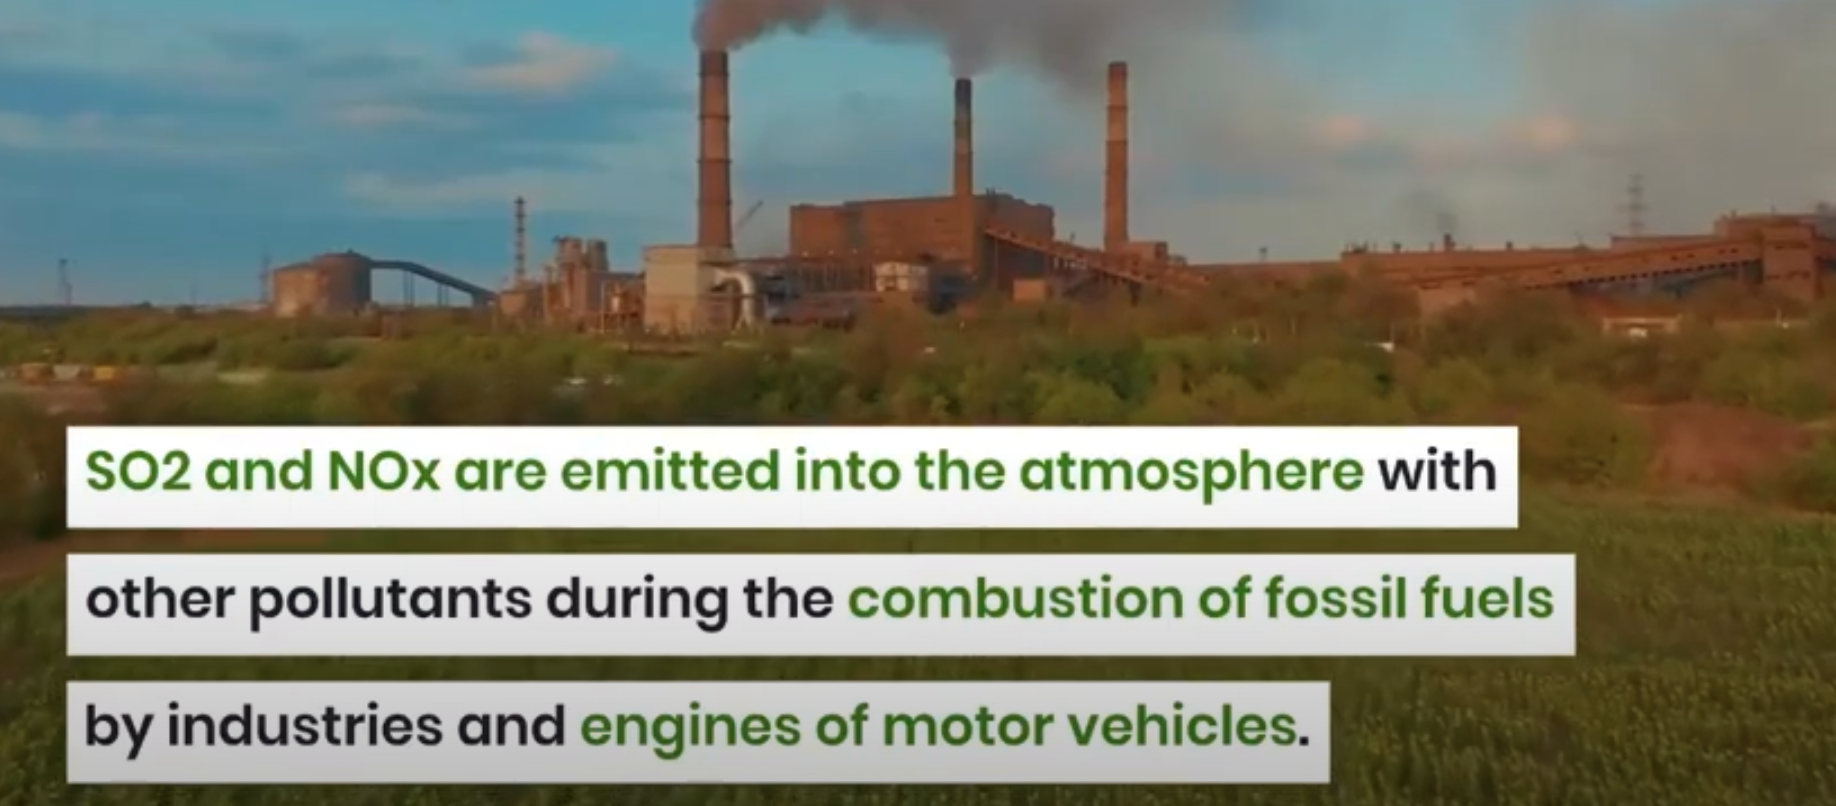 SO2 and NOx are emitted into the atmosphere with
other pollutants during the combustion of fossil fuels
by industries and engines of motor vehicles.